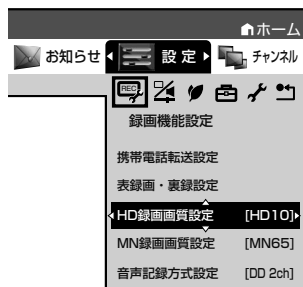 ホーム
お知らせ 設定 チャンネル
REC
録画機能設定
携帯電話転送設定
表録画・裏録設定
HD録画画質設定 [HD10]
MN録画画質設定 [MN65]
音声記録方式設定 [DD 2ch]